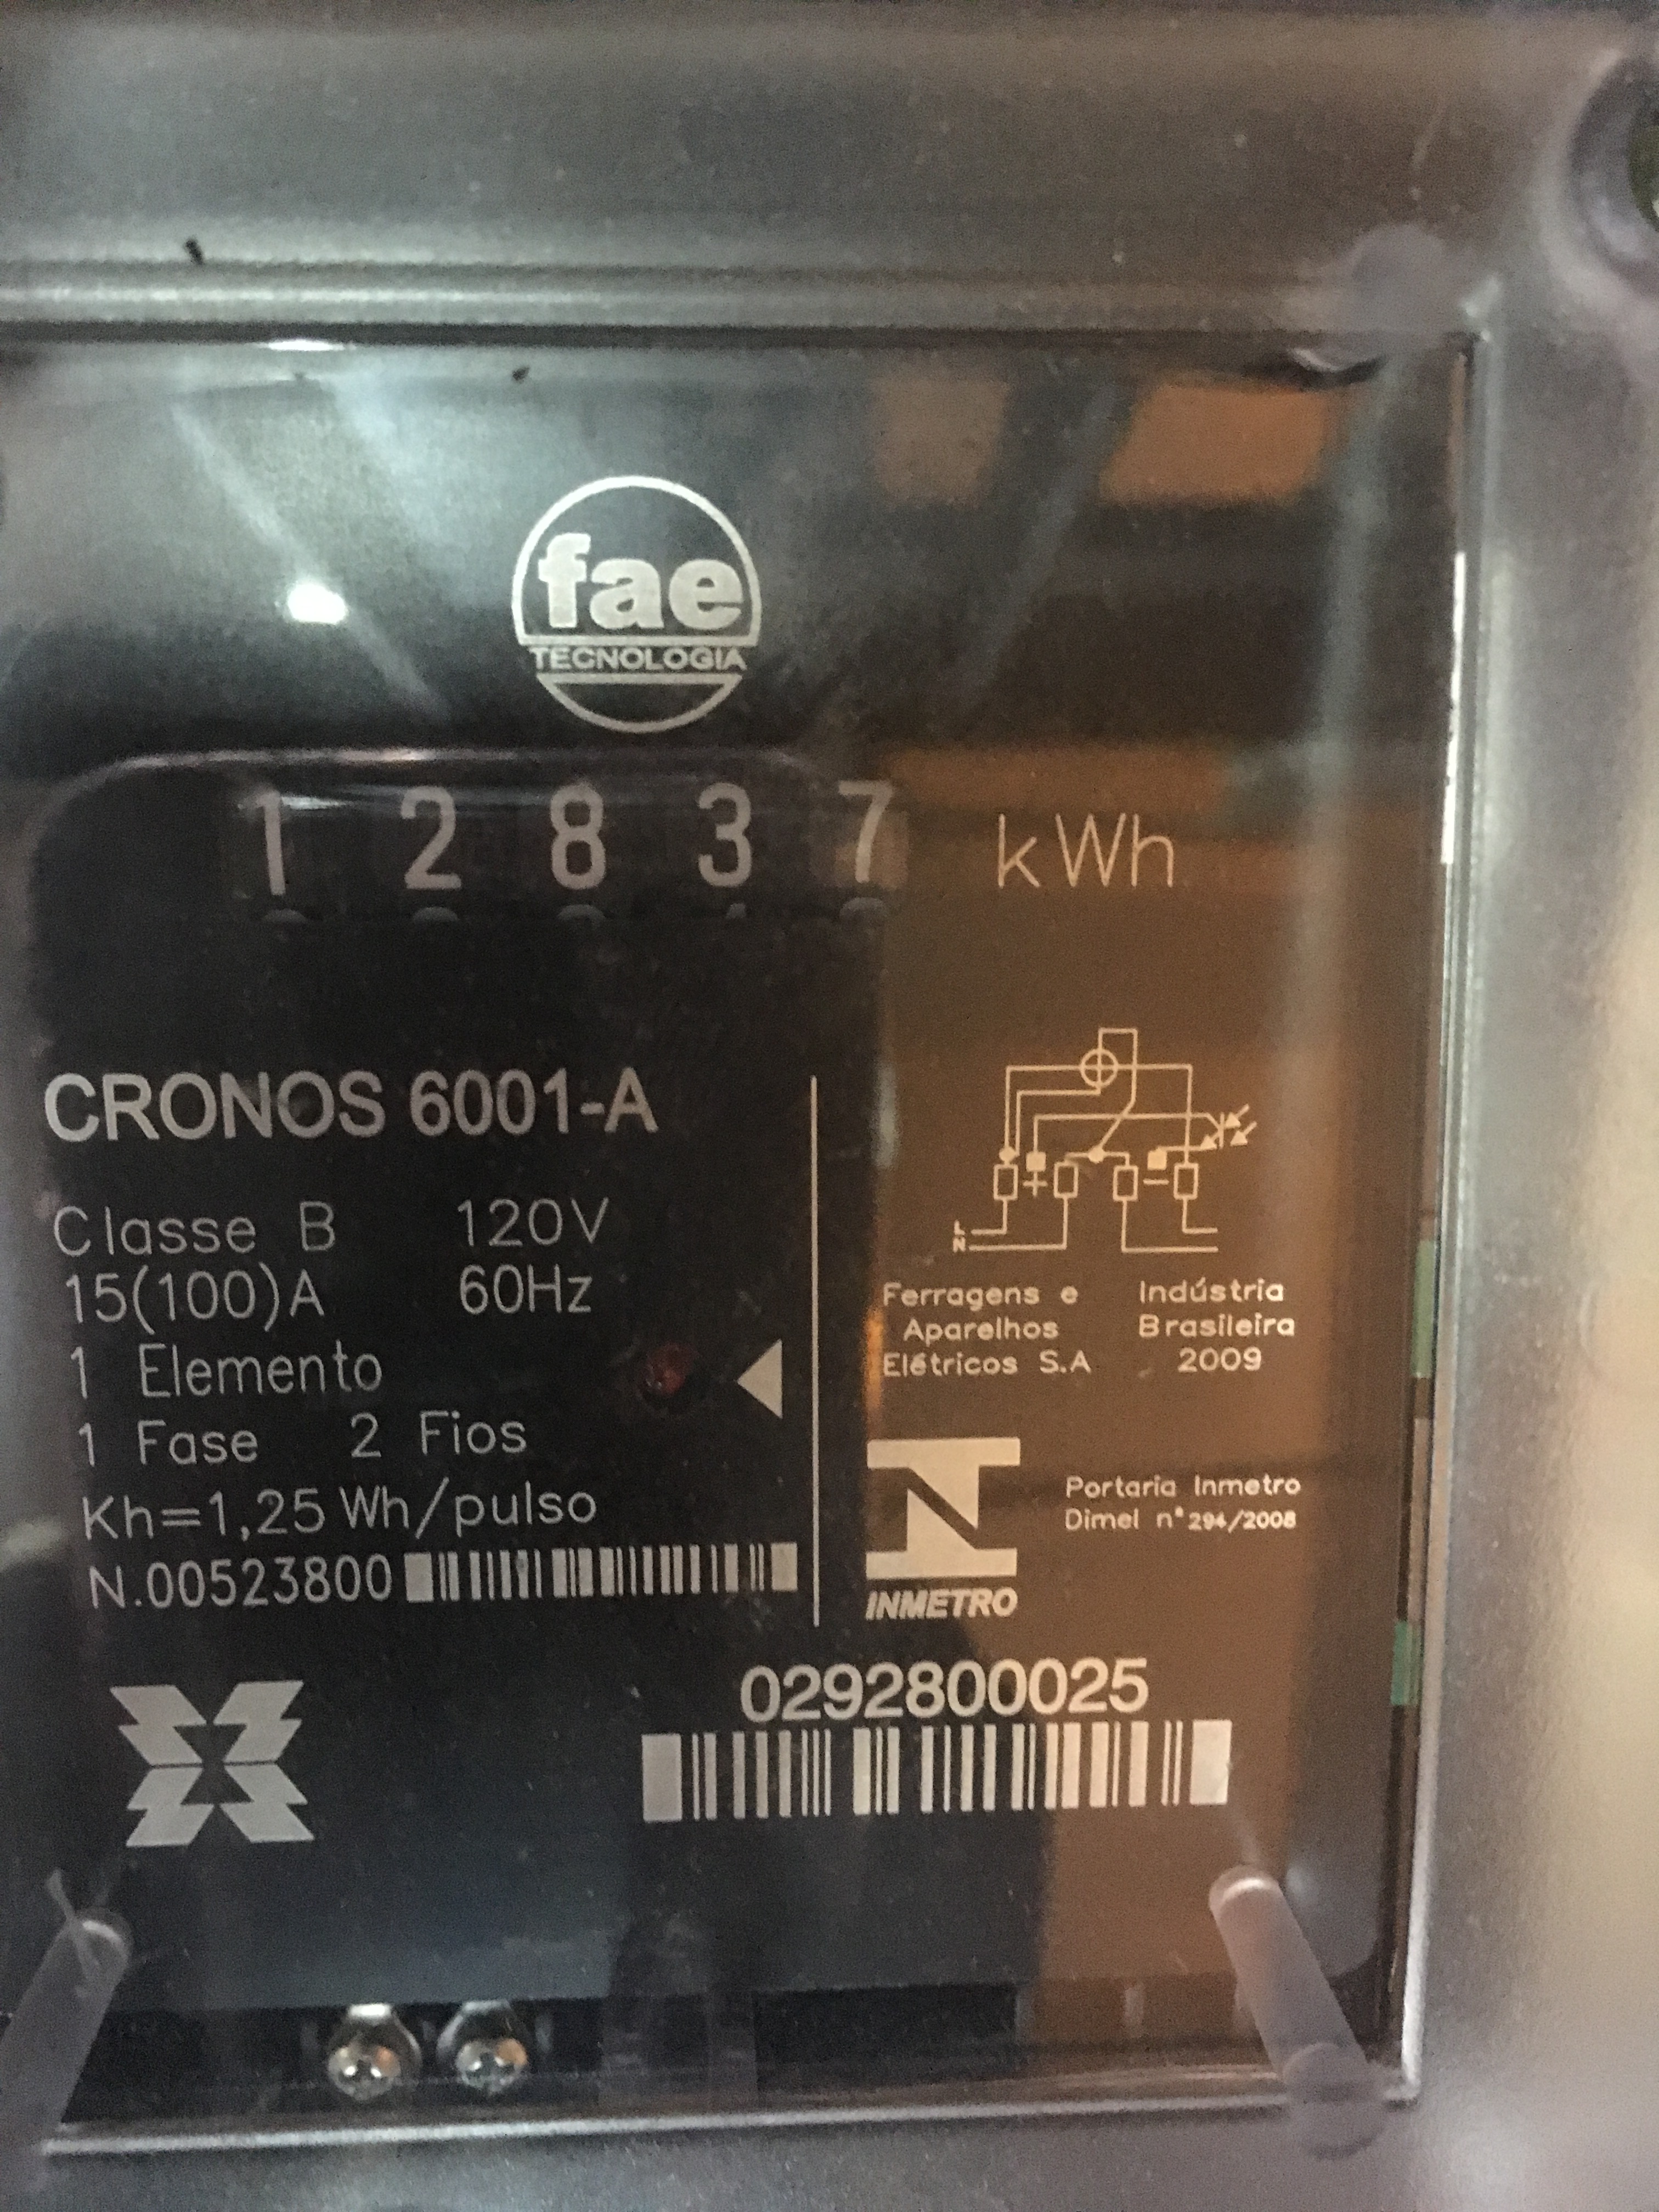 fae
TECNOLOGIA
1 2 8 3 7 kWh
CRONOS 6001-A
Classe B 120V
15(100)A 60Hz
1 Elemento
1 Fase 2 Fios
Kh=1,25 Wh/pulso
N.00523800
L
N
Ferragens e
Aparelhos
Elétricos S.A
Indústria
Brasileira
2009
INMETRO
Portaria Inmetro
Dimel n° 294/2008
0292800025